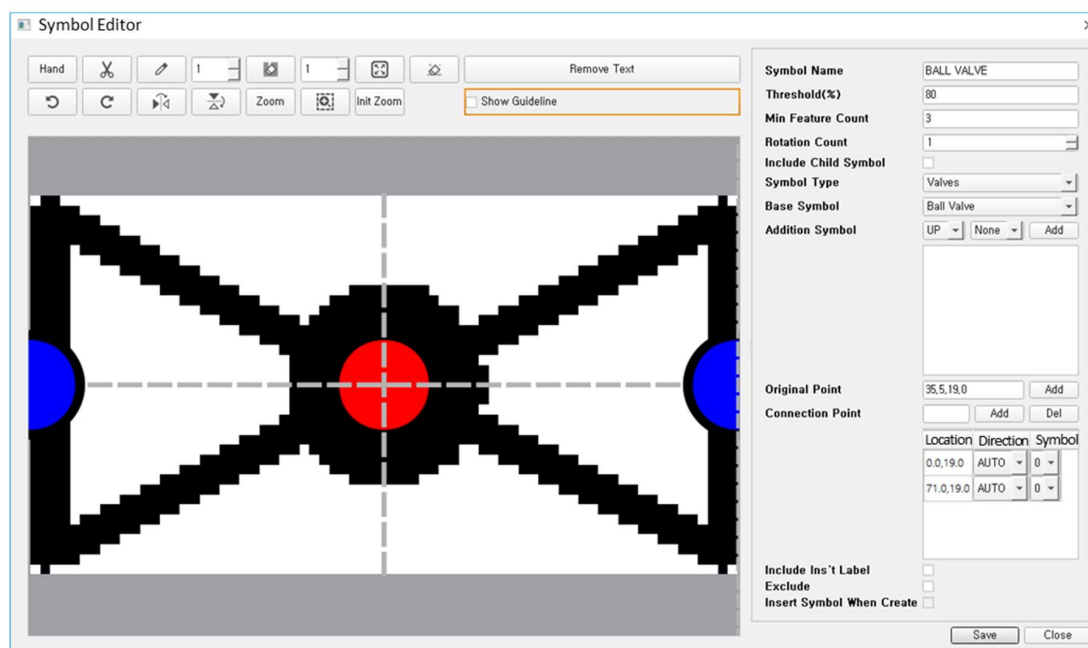 Symbol Editor
Hand 1 1 Remove Text
Zoom Init Zoom Show Guideline
Symbol Name BALL VALVE
Threshold(%) 80
Min Feature Count 3
Rotation Count 1
Include Child Symbol
Symbol Type Valves
Base Symbol Ball Valve
Addition Symbol UP None Add
Original Point 35,5,19,0 Add
Connection Point Add Del
Location Direction Symbol
0.0,19.0 AUTO 0
71.0,19.0 AUTO 0
Include Ins't Label
Exclude
Insert Symbol When Create
Save Close